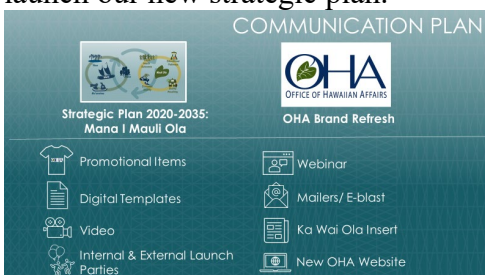 launch our new strategic plan.
COMMUNICATION PLAN
OHA
OFFICE OF HAWAIIAN AFFAIRS
Strategic Plan 2020-2035:
Mana I Mauli Ola
OHA Brand Refresh
Promotional Items
Webinar
Digital Templates
Mailers/ E-blast
Video
Ka Wai Ola Insert
Internal & External Launch
Parties
New OHA Website